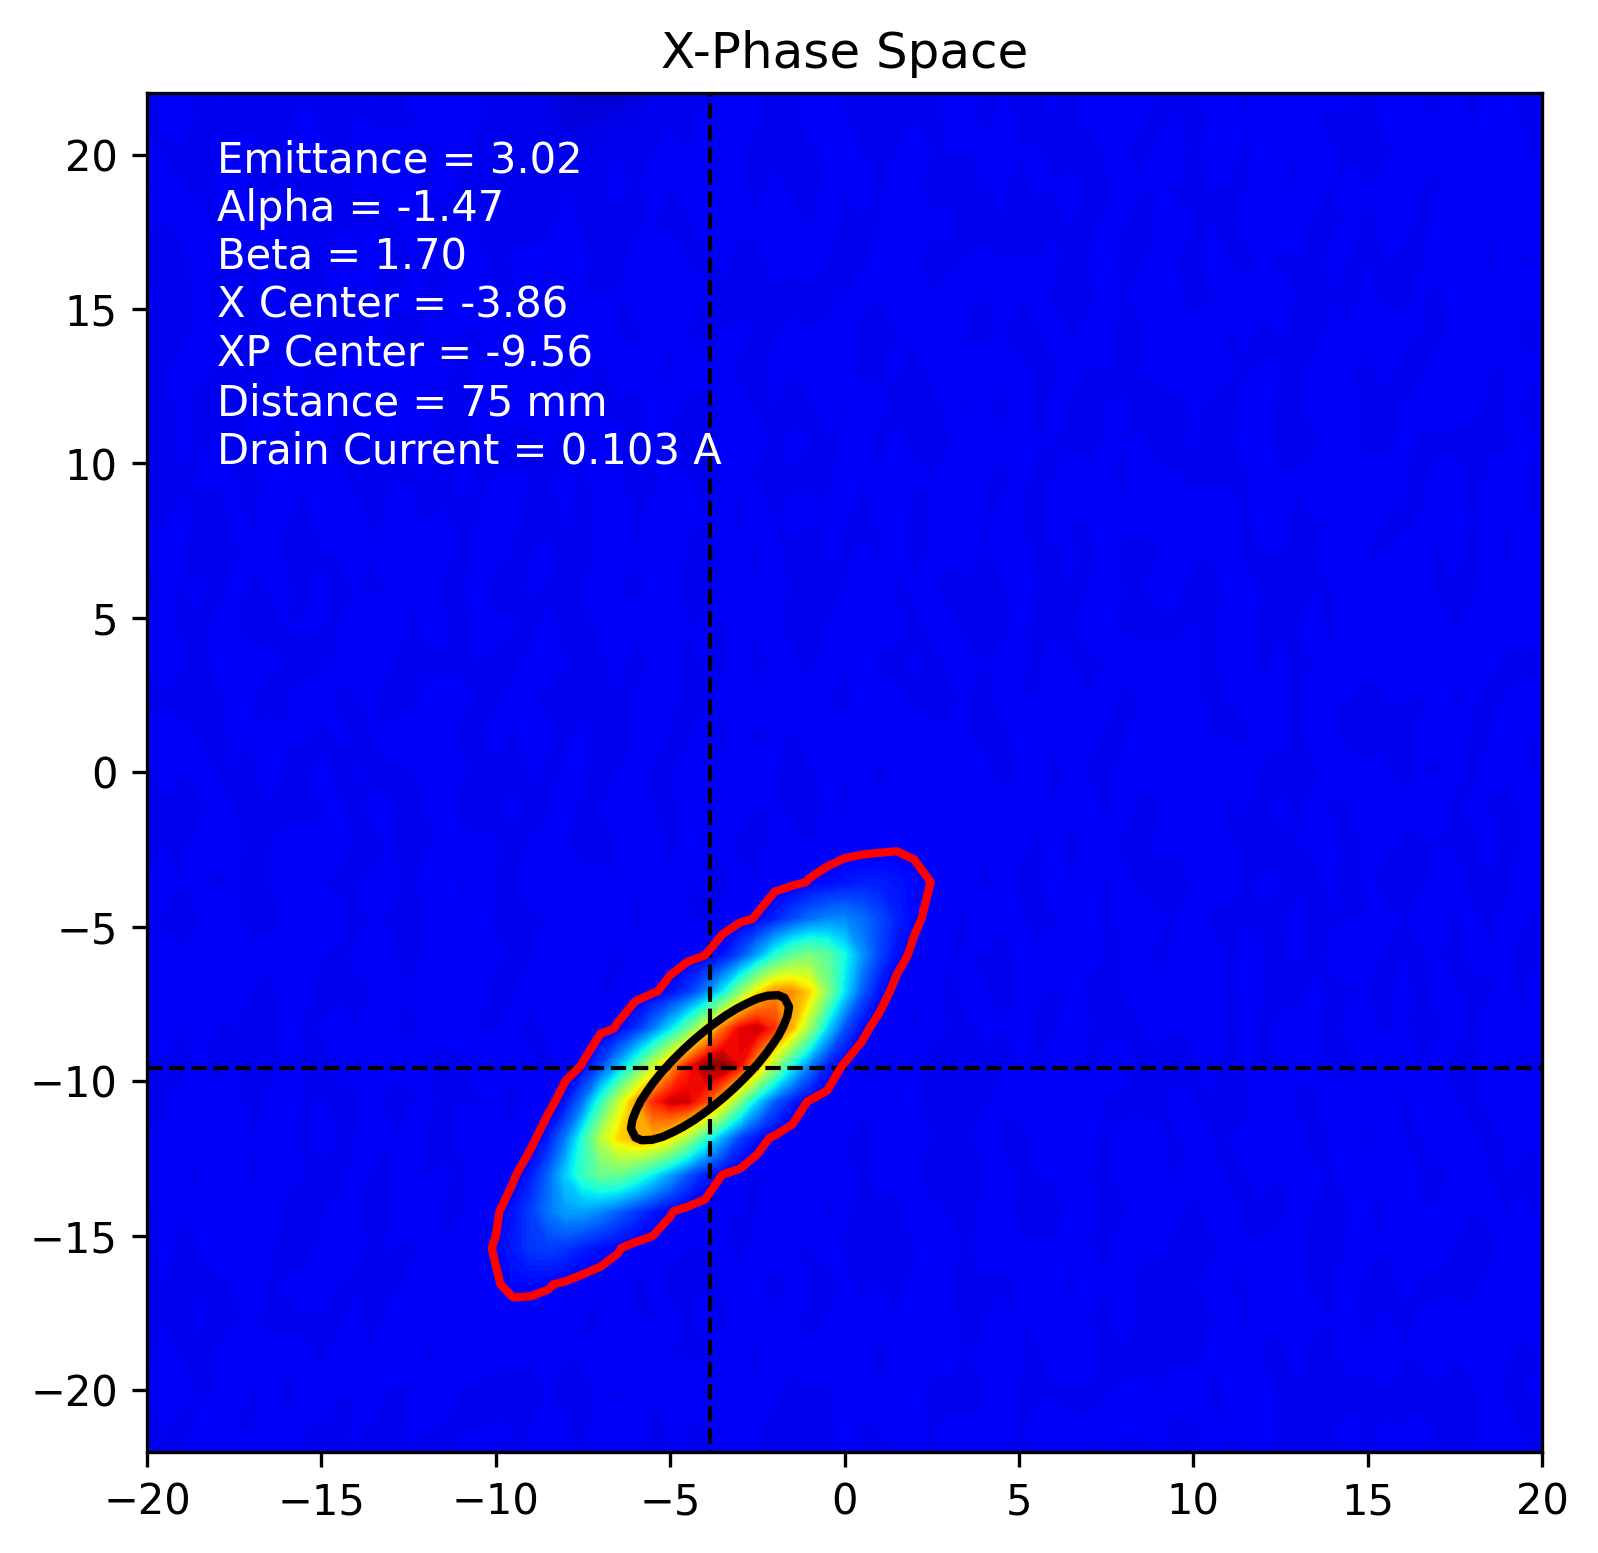 X-Phase Space
Emittance = 3.02
Alpha = -1.47
Beta = 1.70
X Center = -3.86
XP Center = -9.56
Distance = 75 mm
Drain Current = 0.103 A
20
15
10
5
0
−5
−10
−15
−20
−20 −15 −10 −5 0 5 10 15 20